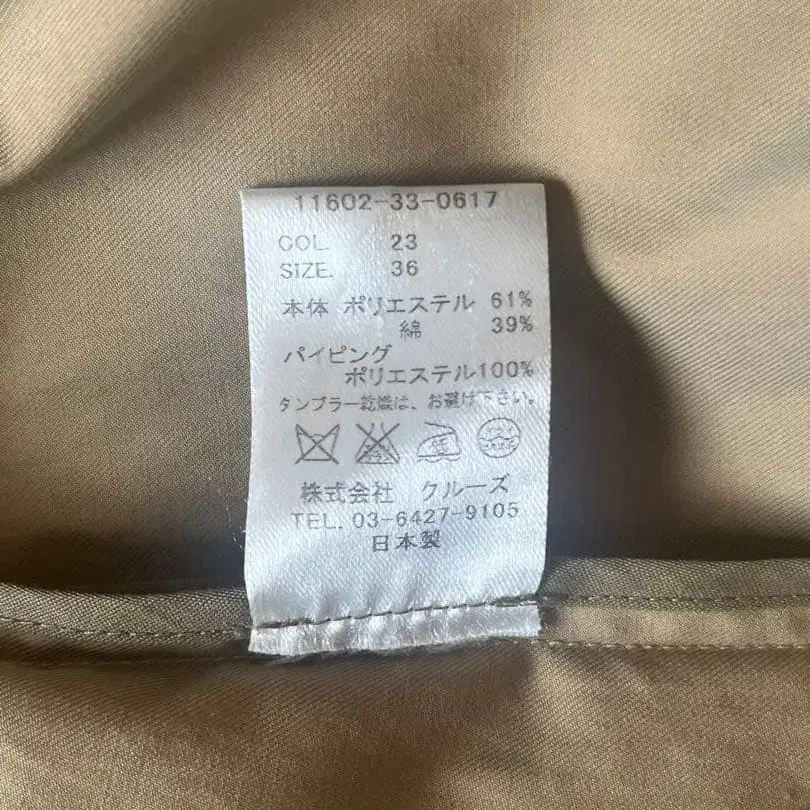 11602-33-0617
COL. 23
SIZE. 36
本体 ポリエステル 61%
綿 39%
パイピング
ポリエステル100%
タンブラー乾燥は、お避け下さい。
低
株式会社 クルーズ
TEL. 03-6427-9105
日本製